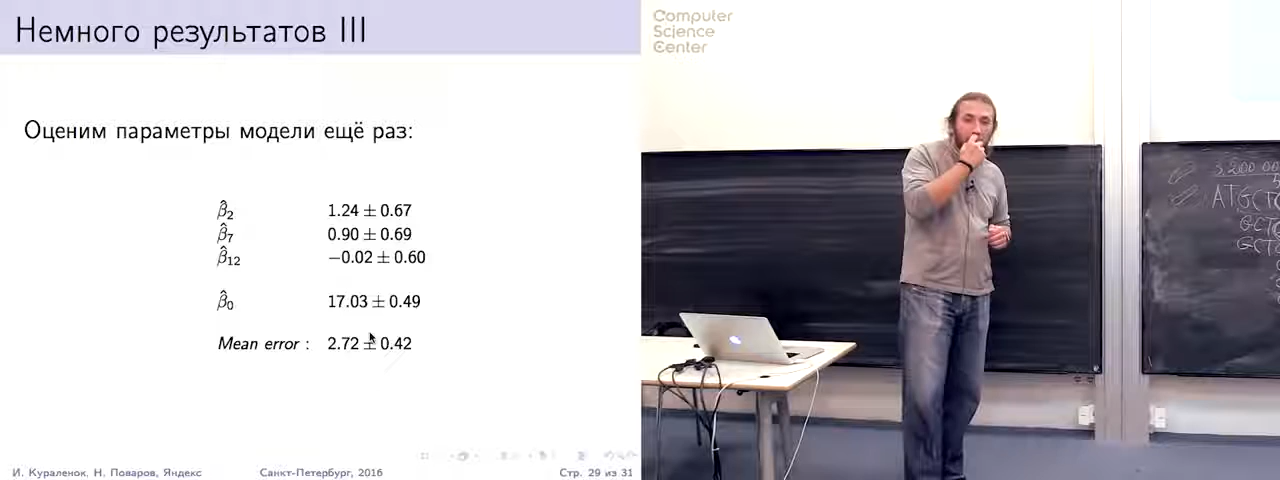 Немного результатов III
Оценим параметры модели ещё раз:
β̂₂ 1.24 ± 0.67
β̂₇ 0.90 ± 0.69
β̂₁₂ −0.02 ± 0.60
β̂₀ 17.03 ± 0.49
Mean error : 2.72 ± 0.42
И. Кураленок, Н. Поваров, Яндекс Санкт-Петербург, 2016 Стр. 29 из 31
Computer
Science
Center